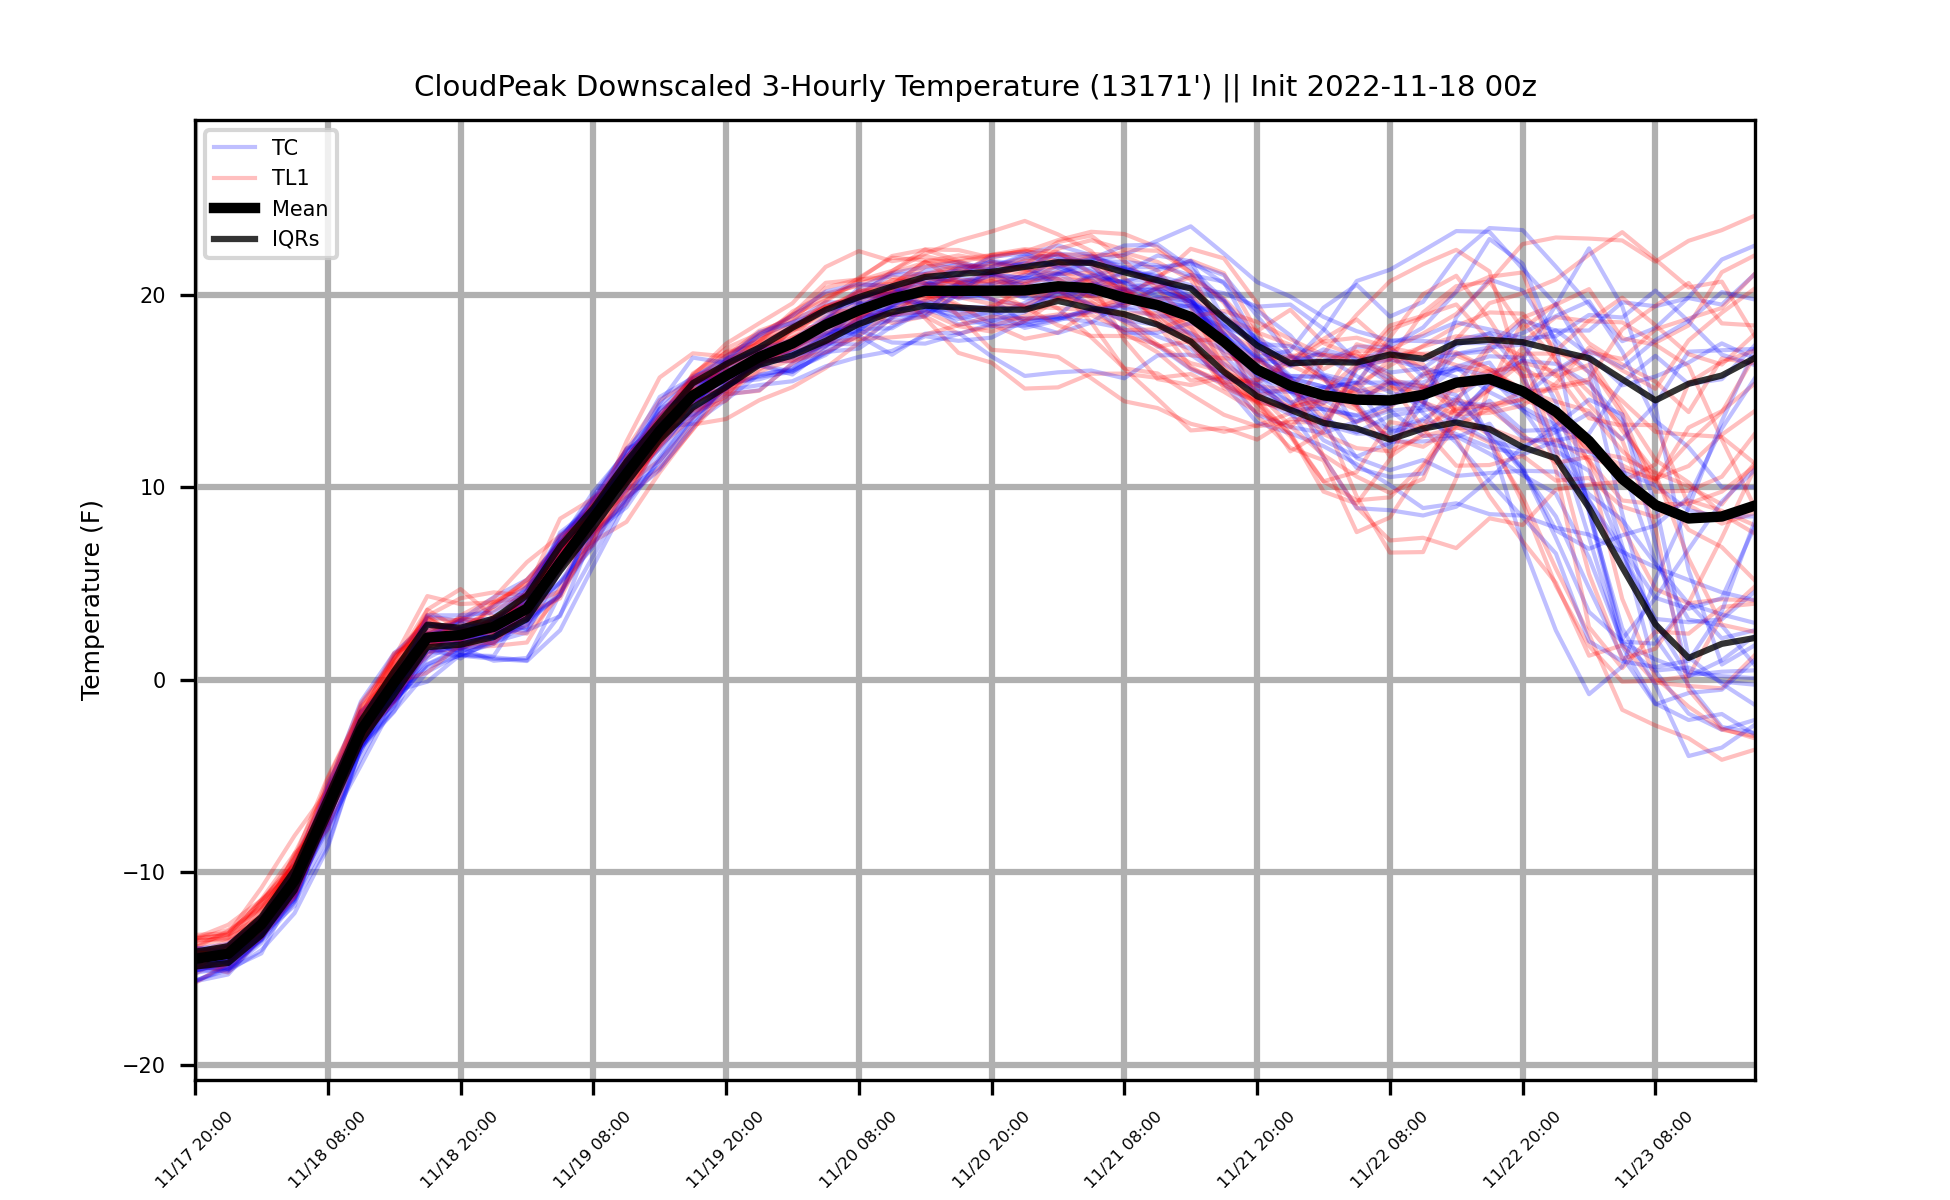 CloudPeak Downscaled 3-Hourly Temperature (13171') || Init 2022-11-18 00z
TC
TL1
Mean
IQRs
Temperature (F)
20
10
0
−10
−20
11/17 20:00
11/18 08:00
11/18 20:00
11/19 08:00
11/19 20:00
11/20 08:00
11/20 20:00
11/21 08:00
11/21 20:00
11/22 08:00
11/22 20:00
11/23 08:00